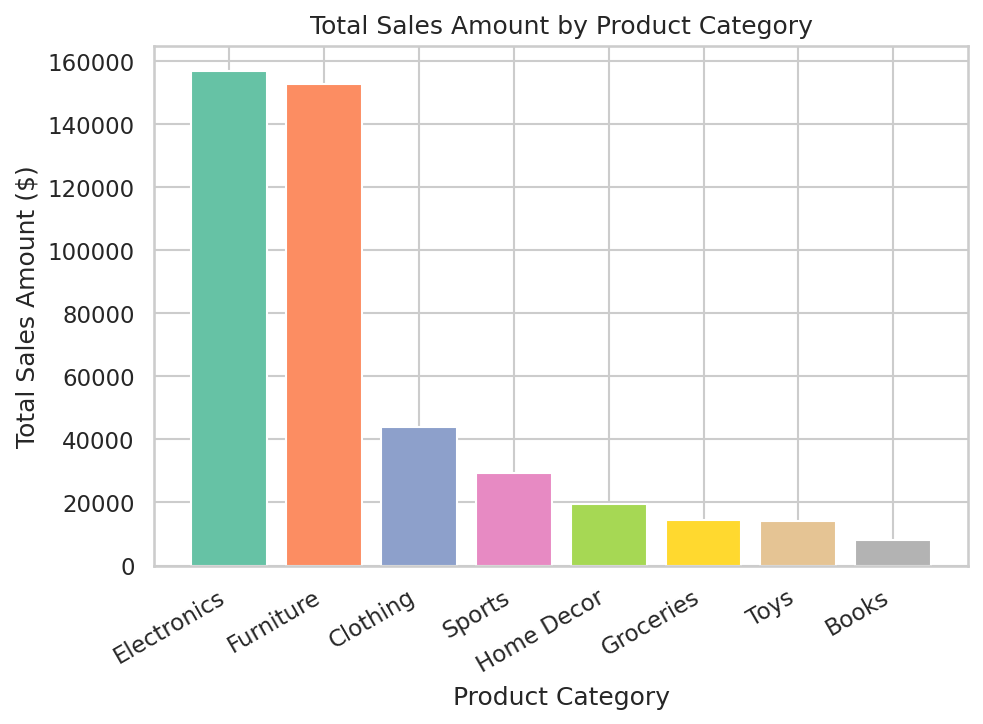 Total Sales Amount by Product Category
Total Sales Amount ($)
160000
140000
120000
100000
80000
60000
40000
20000
0
Electronics
Furniture
Clothing
Sports
Home Decor
Groceries
Toys
Books
Product Category